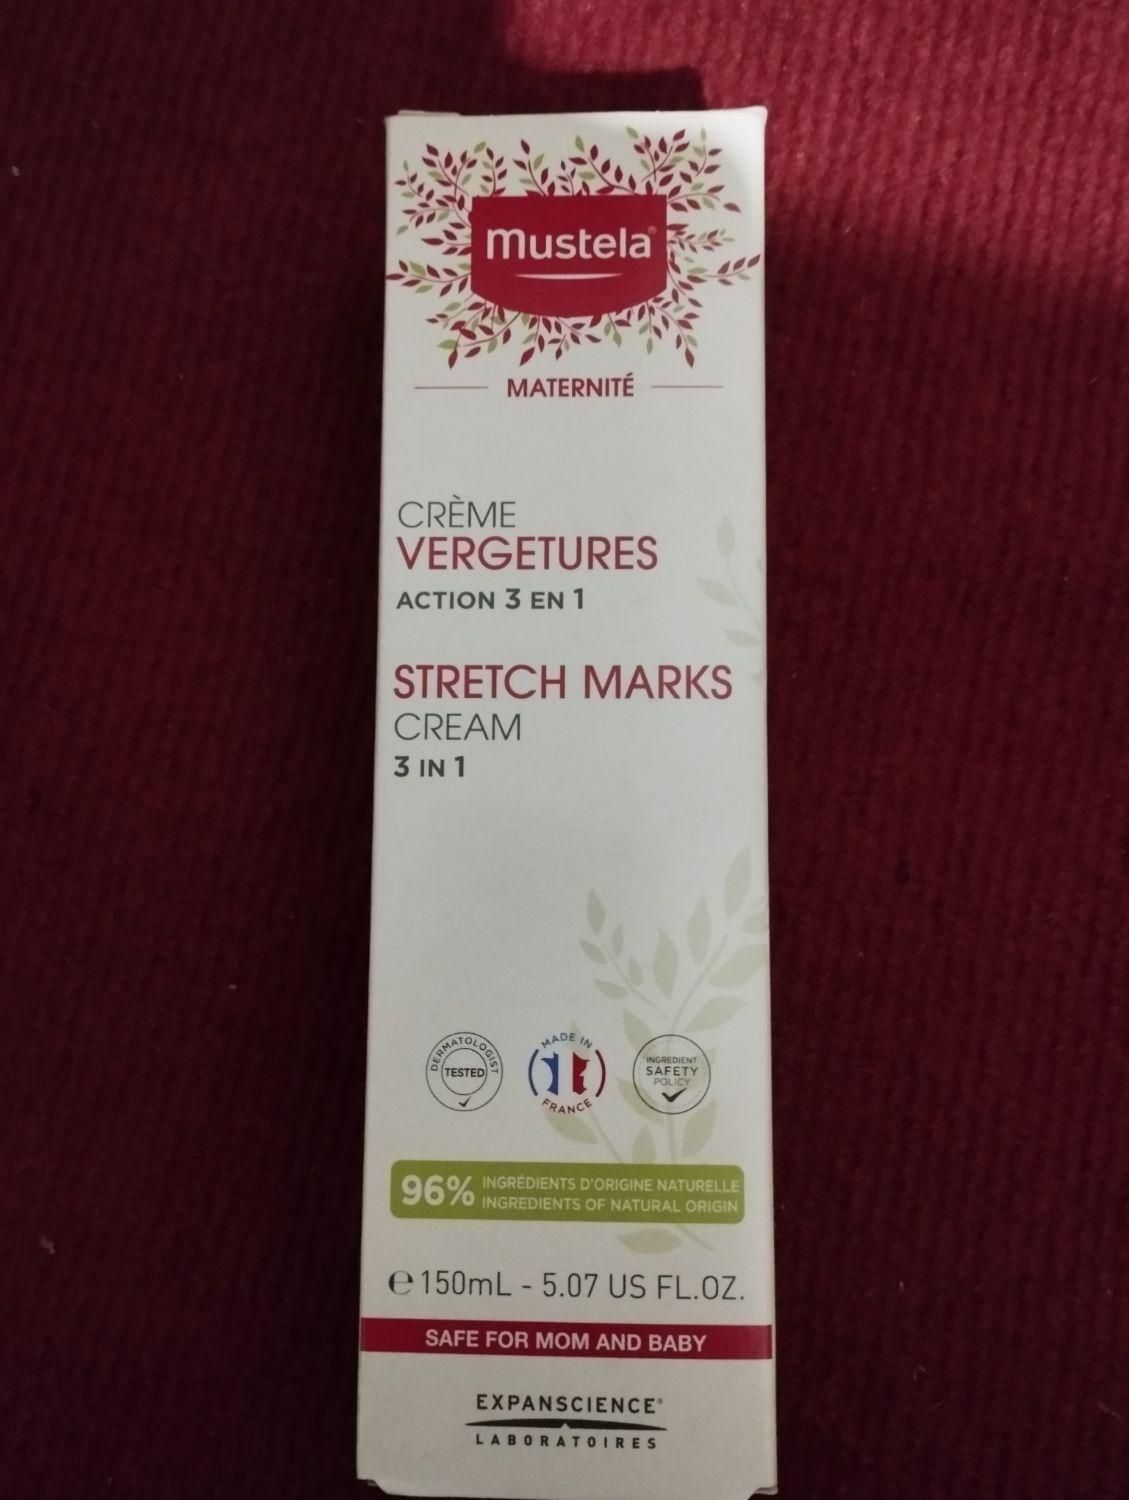 mustela®
MATERNITÉ
CRÈME
VERGETURES
ACTION 3 EN 1
STRETCH MARKS
CREAM
3 IN 1
DERMATOLOGIST
TESTED
MADE IN
FRANCE
INGREDIENT
SAFETY
POLICY
96% INGRÉDIENTS D'ORIGINE NATURELLE
INGREDIENTS OF NATURAL ORIGIN
℮ 150mL - 5.07 US FL.OZ.
SAFE FOR MOM AND BABY
EXPANSCIENCE®
LABORATOIRES